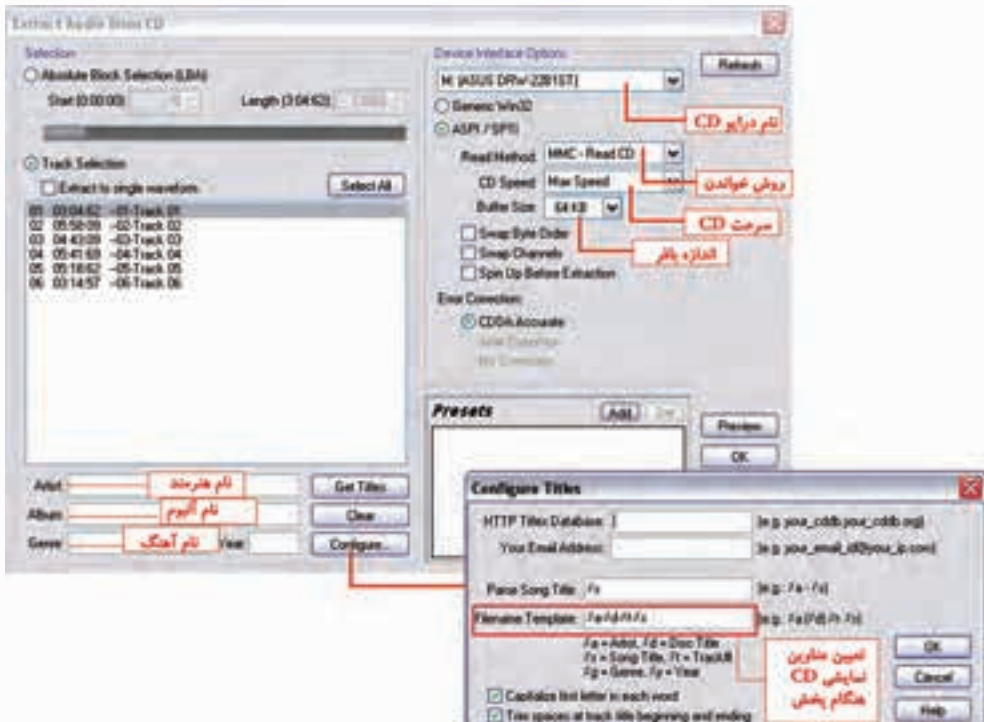 Extract Audio from CD
Selection
Absolute Block Selection (LBA)
Start (0:00:00)
Length (3:04:62)
Track Selection
Extract to single waveform
Select All
01 03:04:62 --01-Track 01
02 05:58:09 --02-Track 02
03 04:43:09 --03-Track 03
04 05:41:69 --04-Track 04
05 05:18:62 --05-Track 05
06 03:14:57 --06-Track 06
Artist
نام هنرمند
Get Titles
Album
نام آلبوم
Clear
Genre
نام آهنگ
Year
Configure...
Device Interface Options
M: (ASUS DRW-2281ST)
Refresh
نام درایو CD
Generic Win32
ASPI / SPTI
Read Method
MMC - Read CD
روش خواندن
CD Speed
Max Speed
سرعت CD
Buffer Size
64 KB
اندازه بافر
Swap Byte Order
Swap Channels
Spin Up Before Extraction
Error Correction:
CDDA Accurate
Presets
Add
Preview
OK
Configure Titles
HTTP Titles Database:
(e.g. your_cddb.your_cddb.org)
Your Email Address:
(e.g. your_email_id@your_ip.com)
Parse Song Title:
Filename Template:
Capitalize first letter in each word
Trim spaces at track title beginning and ending
تعیین عناوین
نمایشی CD
هنگام پخش
OK
Cancel
Help